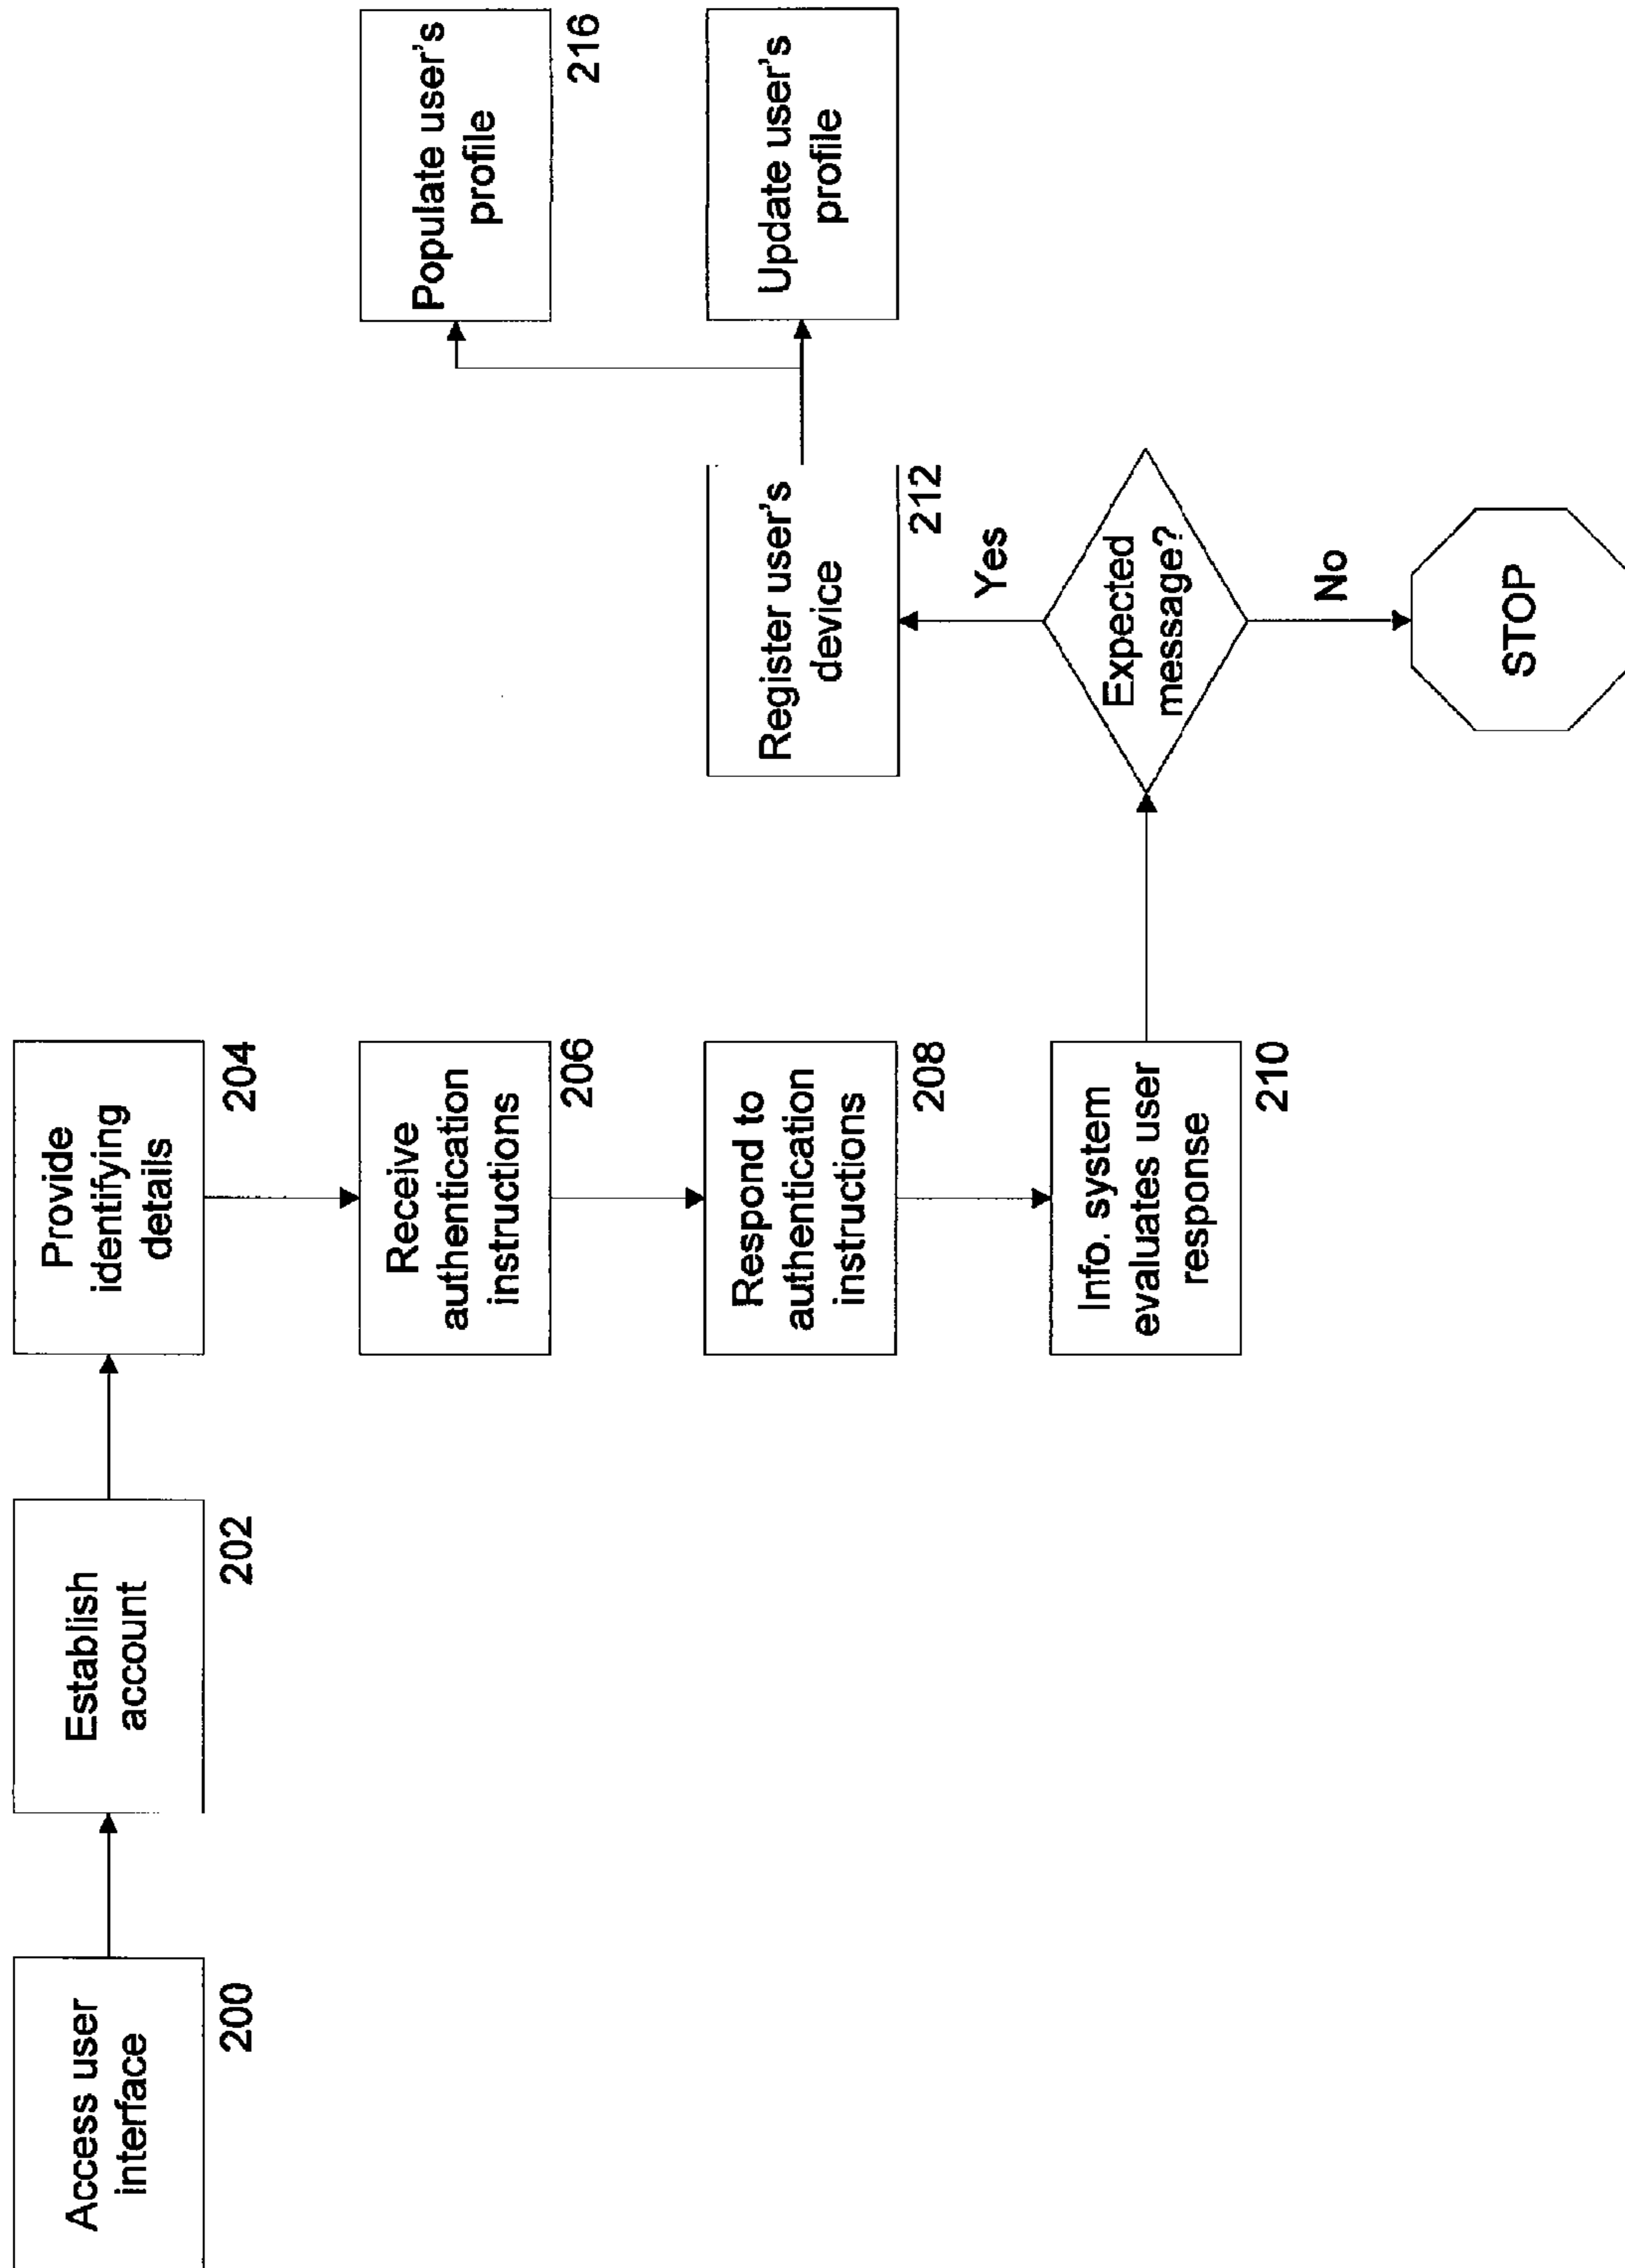 Access user
interface
200
Establish
account
202
Provide
identifying
details
204
Receive
authentication
instructions
206
Respond to
authentication
instructions
208
Info. system
evaluates user
response
210
Expected
message?
Yes
No
STOP
Register user's
device
212
Populate user's
profile
216
Update user's
profile